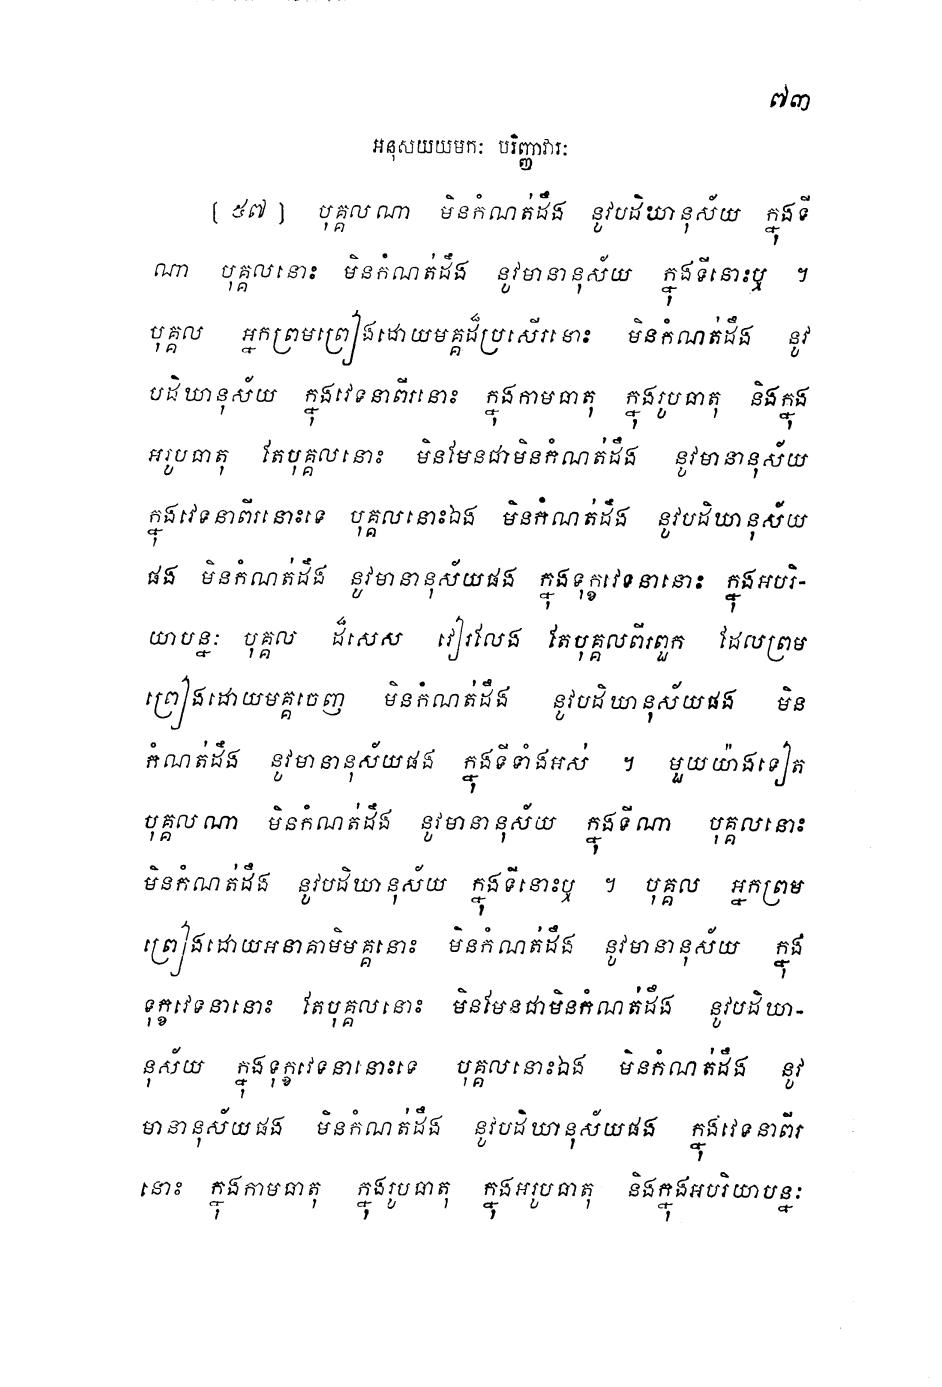 ៧៣
អនុសយយមកៈ បរិញ្ញាវារៈ
[ ៥៧ ] បុគ្គលណា មិនកំណត់ដឹង នូវបដិឃានុស័យ ក្នុងទី
ណា បុគ្គលនោះ មិនកំណត់ដឹង នូវមានានុស័យ ក្នុងទីនោះឬ ។
បុគ្គល អ្នកព្រមព្រៀងដោយមគ្គដ៏ប្រសើរនោះ មិនកំណត់ដឹង នូវ
បដិឃានុស័យ ក្នុងវេទនាពីរនោះ ក្នុងកាមធាតុ ក្នុងរូបធាតុ និងក្នុង
អរូបធាតុ តែបុគ្គលនោះ មិនមែនជាមិនកំណត់ដឹង នូវមានានុស័យ
ក្នុងវេទនាពីរនោះទេ បុគ្គលនោះឯង មិនកំណត់ដឹង នូវបដិឃានុស័យ
ផង មិនកំណត់ដឹង នូវមានានុស័យផង ក្នុងទុក្ខវេទនានោះ ក្នុងអបរិ-
យាបន្នៈ បុគ្គល ដ៏សេស វៀរលែង តែបុគ្គលពីរពួក ដែលព្រម
ព្រៀងដោយមគ្គចេញ មិនកំណត់ដឹង នូវបដិឃានុស័យផង មិន
កំណត់ដឹង នូវមានានុស័យផង ក្នុងទីទាំងអស់ ។ មួយយ៉ាងទៀត
បុគ្គលណា មិនកំណត់ដឹង នូវមានានុស័យ ក្នុងទីណា បុគ្គលនោះ
មិនកំណត់ដឹង នូវបដិឃានុស័យ ក្នុងទីនោះឬ ។ បុគ្គល អ្នកព្រម
ព្រៀងដោយអនាគាមិមគ្គនោះ មិនកំណត់ដឹង នូវមានានុស័យ ក្នុង
ទុក្ខវេទនានោះ តែបុគ្គលនោះ មិនមែនជាមិនកំណត់ដឹង នូវបដិឃា-
នុស័យ ក្នុងទុក្ខវេទនានោះទេ បុគ្គលនោះឯង មិនកំណត់ដឹង នូវ
មានានុស័យផង មិនកំណត់ដឹង នូវបដិឃានុស័យផង ក្នុងវេទនាពីរ
នោះ ក្នុងកាមធាតុ ក្នុងរូបធាតុ ក្នុងអរូបធាតុ និងក្នុងអបរិយាបន្នៈ